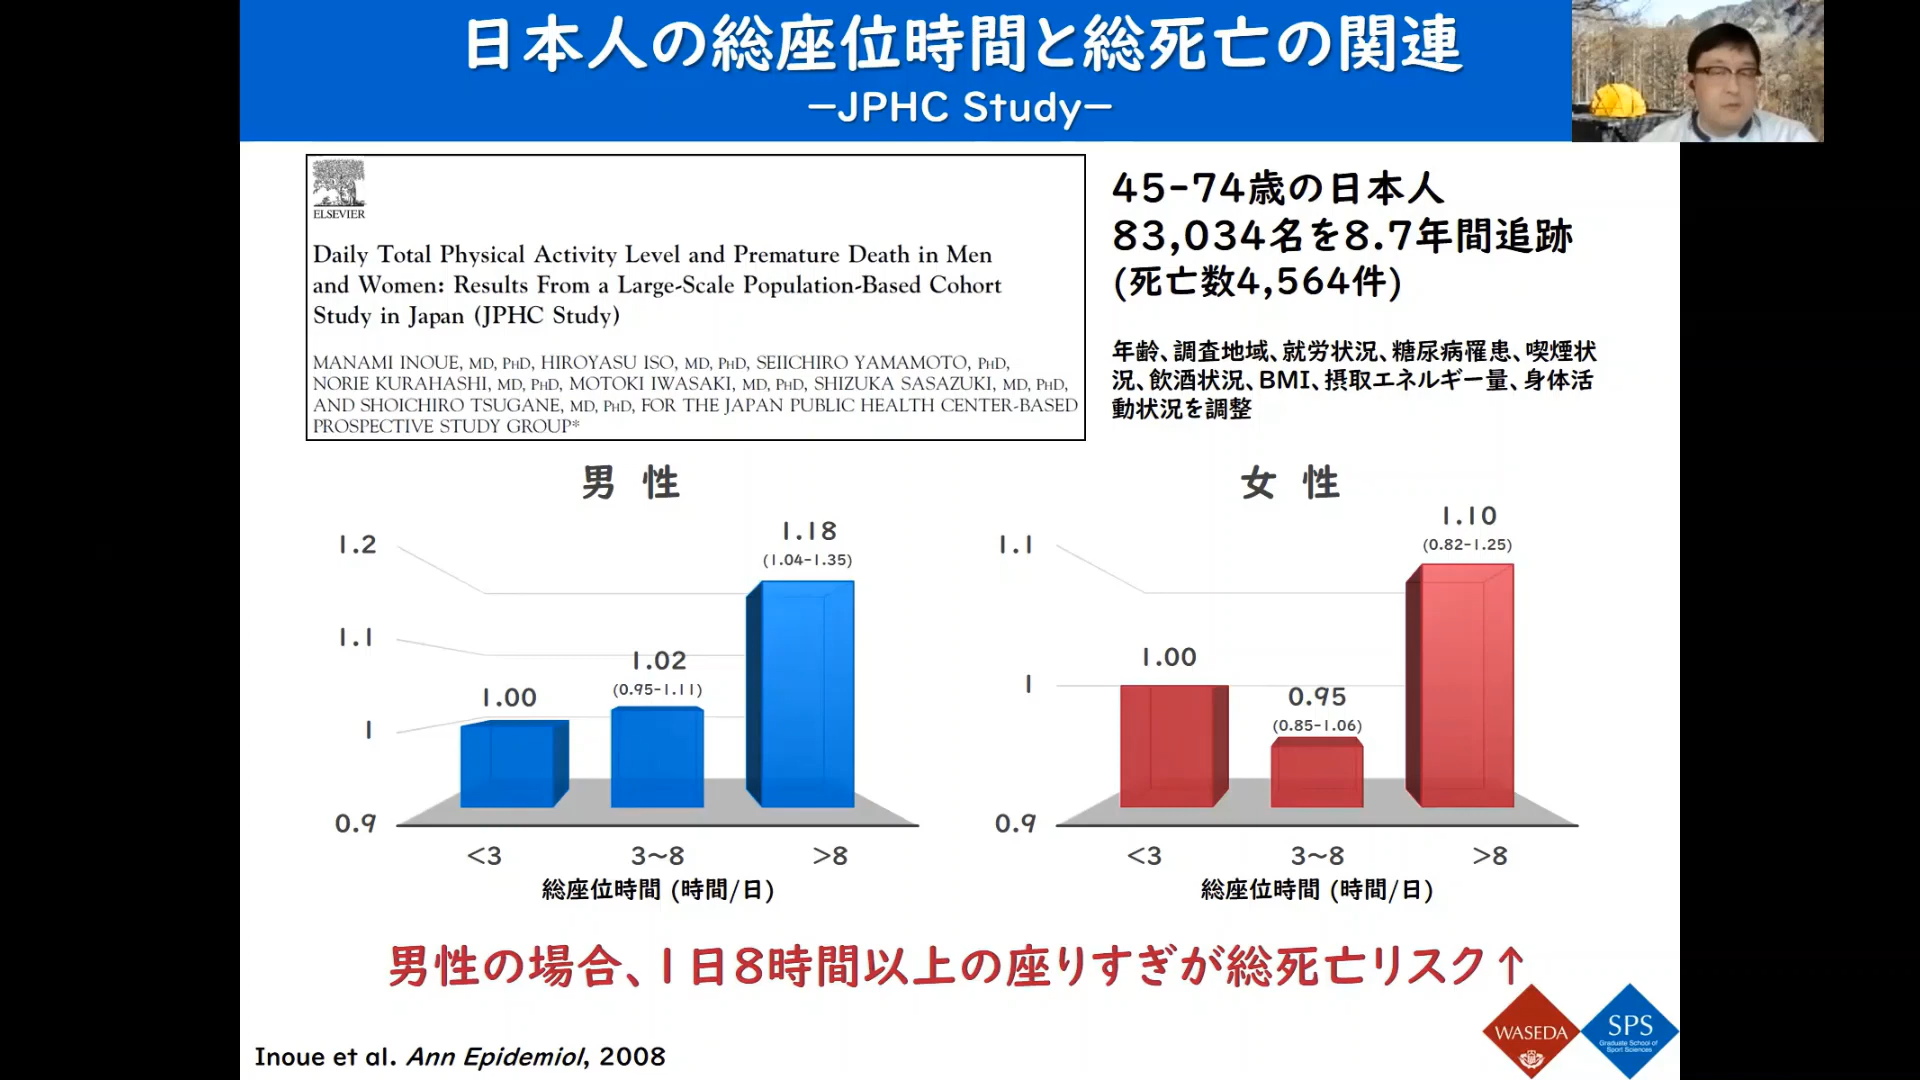 日本人の総座位時間と総死亡の関連
—JPHC Study—
ELSEVIER
Daily Total Physical Activity Level and Premature Death in Men
and Women: Results From a Large-Scale Population-Based Cohort
Study in Japan (JPHC Study)
MANAMI INOUE, MD, PHD, HIROYASU ISO, MD, PHD, SEIICHIRO YAMAMOTO, PHD,
NORIE KURAHASHI, MD, PHD, MOTOKI IWASAKI, MD, PHD, SHIZUKA SASAZUKI, MD, PHD,
AND SHOICHIRO TSUGANE, MD, PHD, FOR THE JAPAN PUBLIC HEALTH CENTER-BASED
PROSPECTIVE STUDY GROUP*
45-74歳の日本人
83,034名を8.7年間追跡
(死亡数4,564件)
年齢、調査地域、就労状況、糖尿病罹患、喫煙状
況、飲酒状況、BMI、摂取エネルギー量、身体活
動状況を調整
男 性
1.2
1.1
1
0.9
1.00
1.02
(0.95-1.11)
1.18
(1.04-1.35)
<3
3~8
>8
総座位時間 (時間/日)
女 性
1.1
1
0.9
1.00
0.95
(0.85-1.06)
1.10
(0.82-1.25)
<3
3~8
>8
総座位時間 (時間/日)
男性の場合、1日8時間以上の座りすぎが総死亡リスク↑
Inoue et al. Ann Epidemiol, 2008
WASEDA
SPS
Graduate School of
Sport Sciences